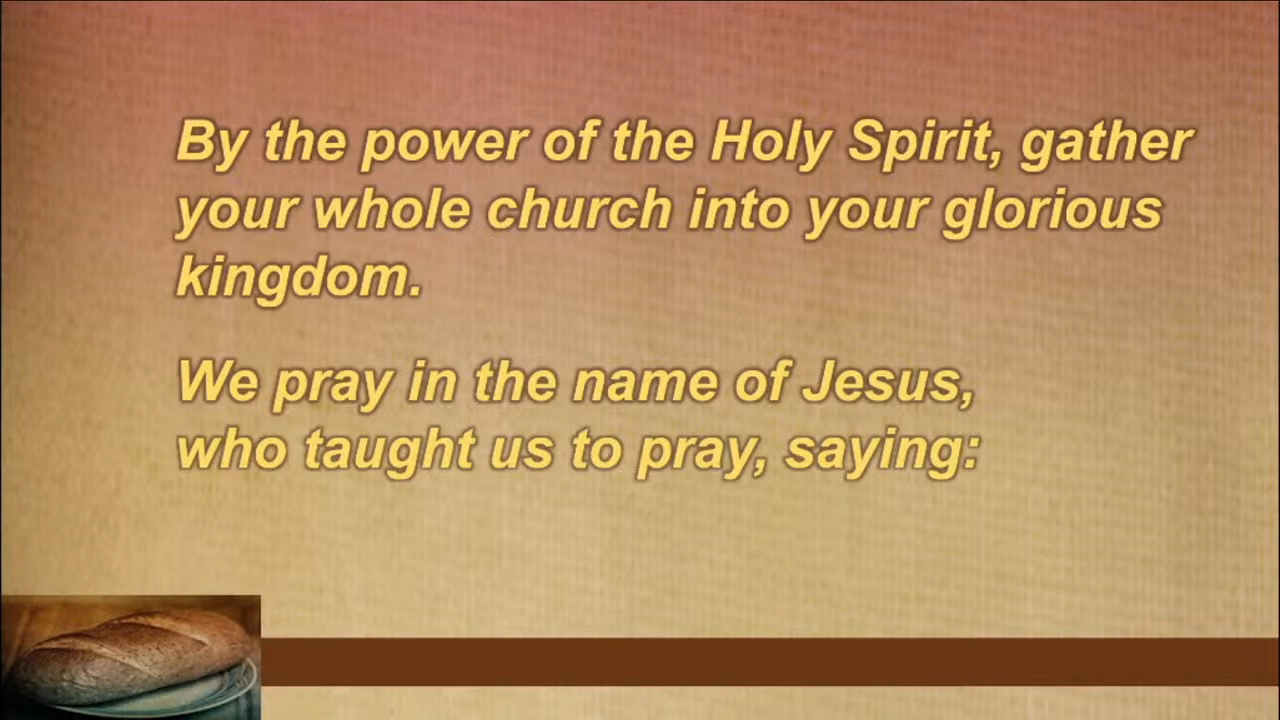 By the power of the Holy Spirit, gather
your whole church into your glorious
kingdom.
We pray in the name of Jesus,
who taught us to pray, saying: